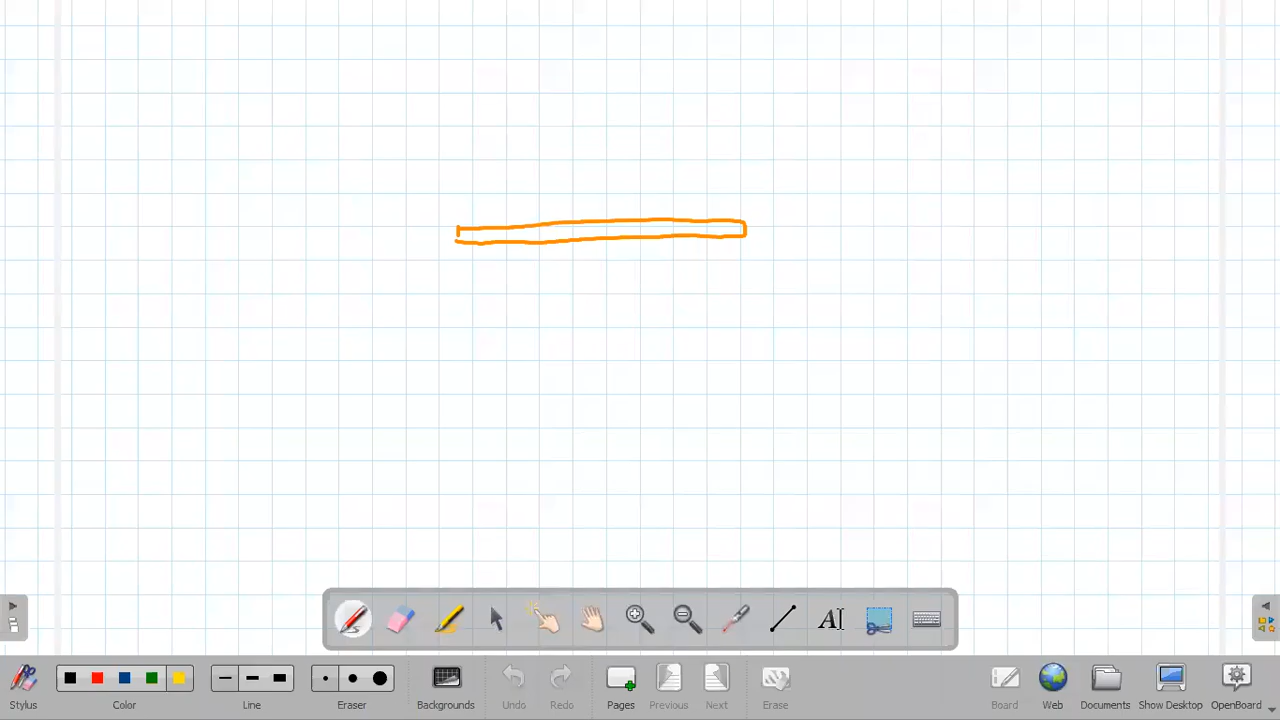 A
Stylus
Color
Line
Eraser
Backgrounds
Undo
Redo
Pages
Previous
Next
Erase
Board
Web
Documents
Show Desktop
OpenBoard